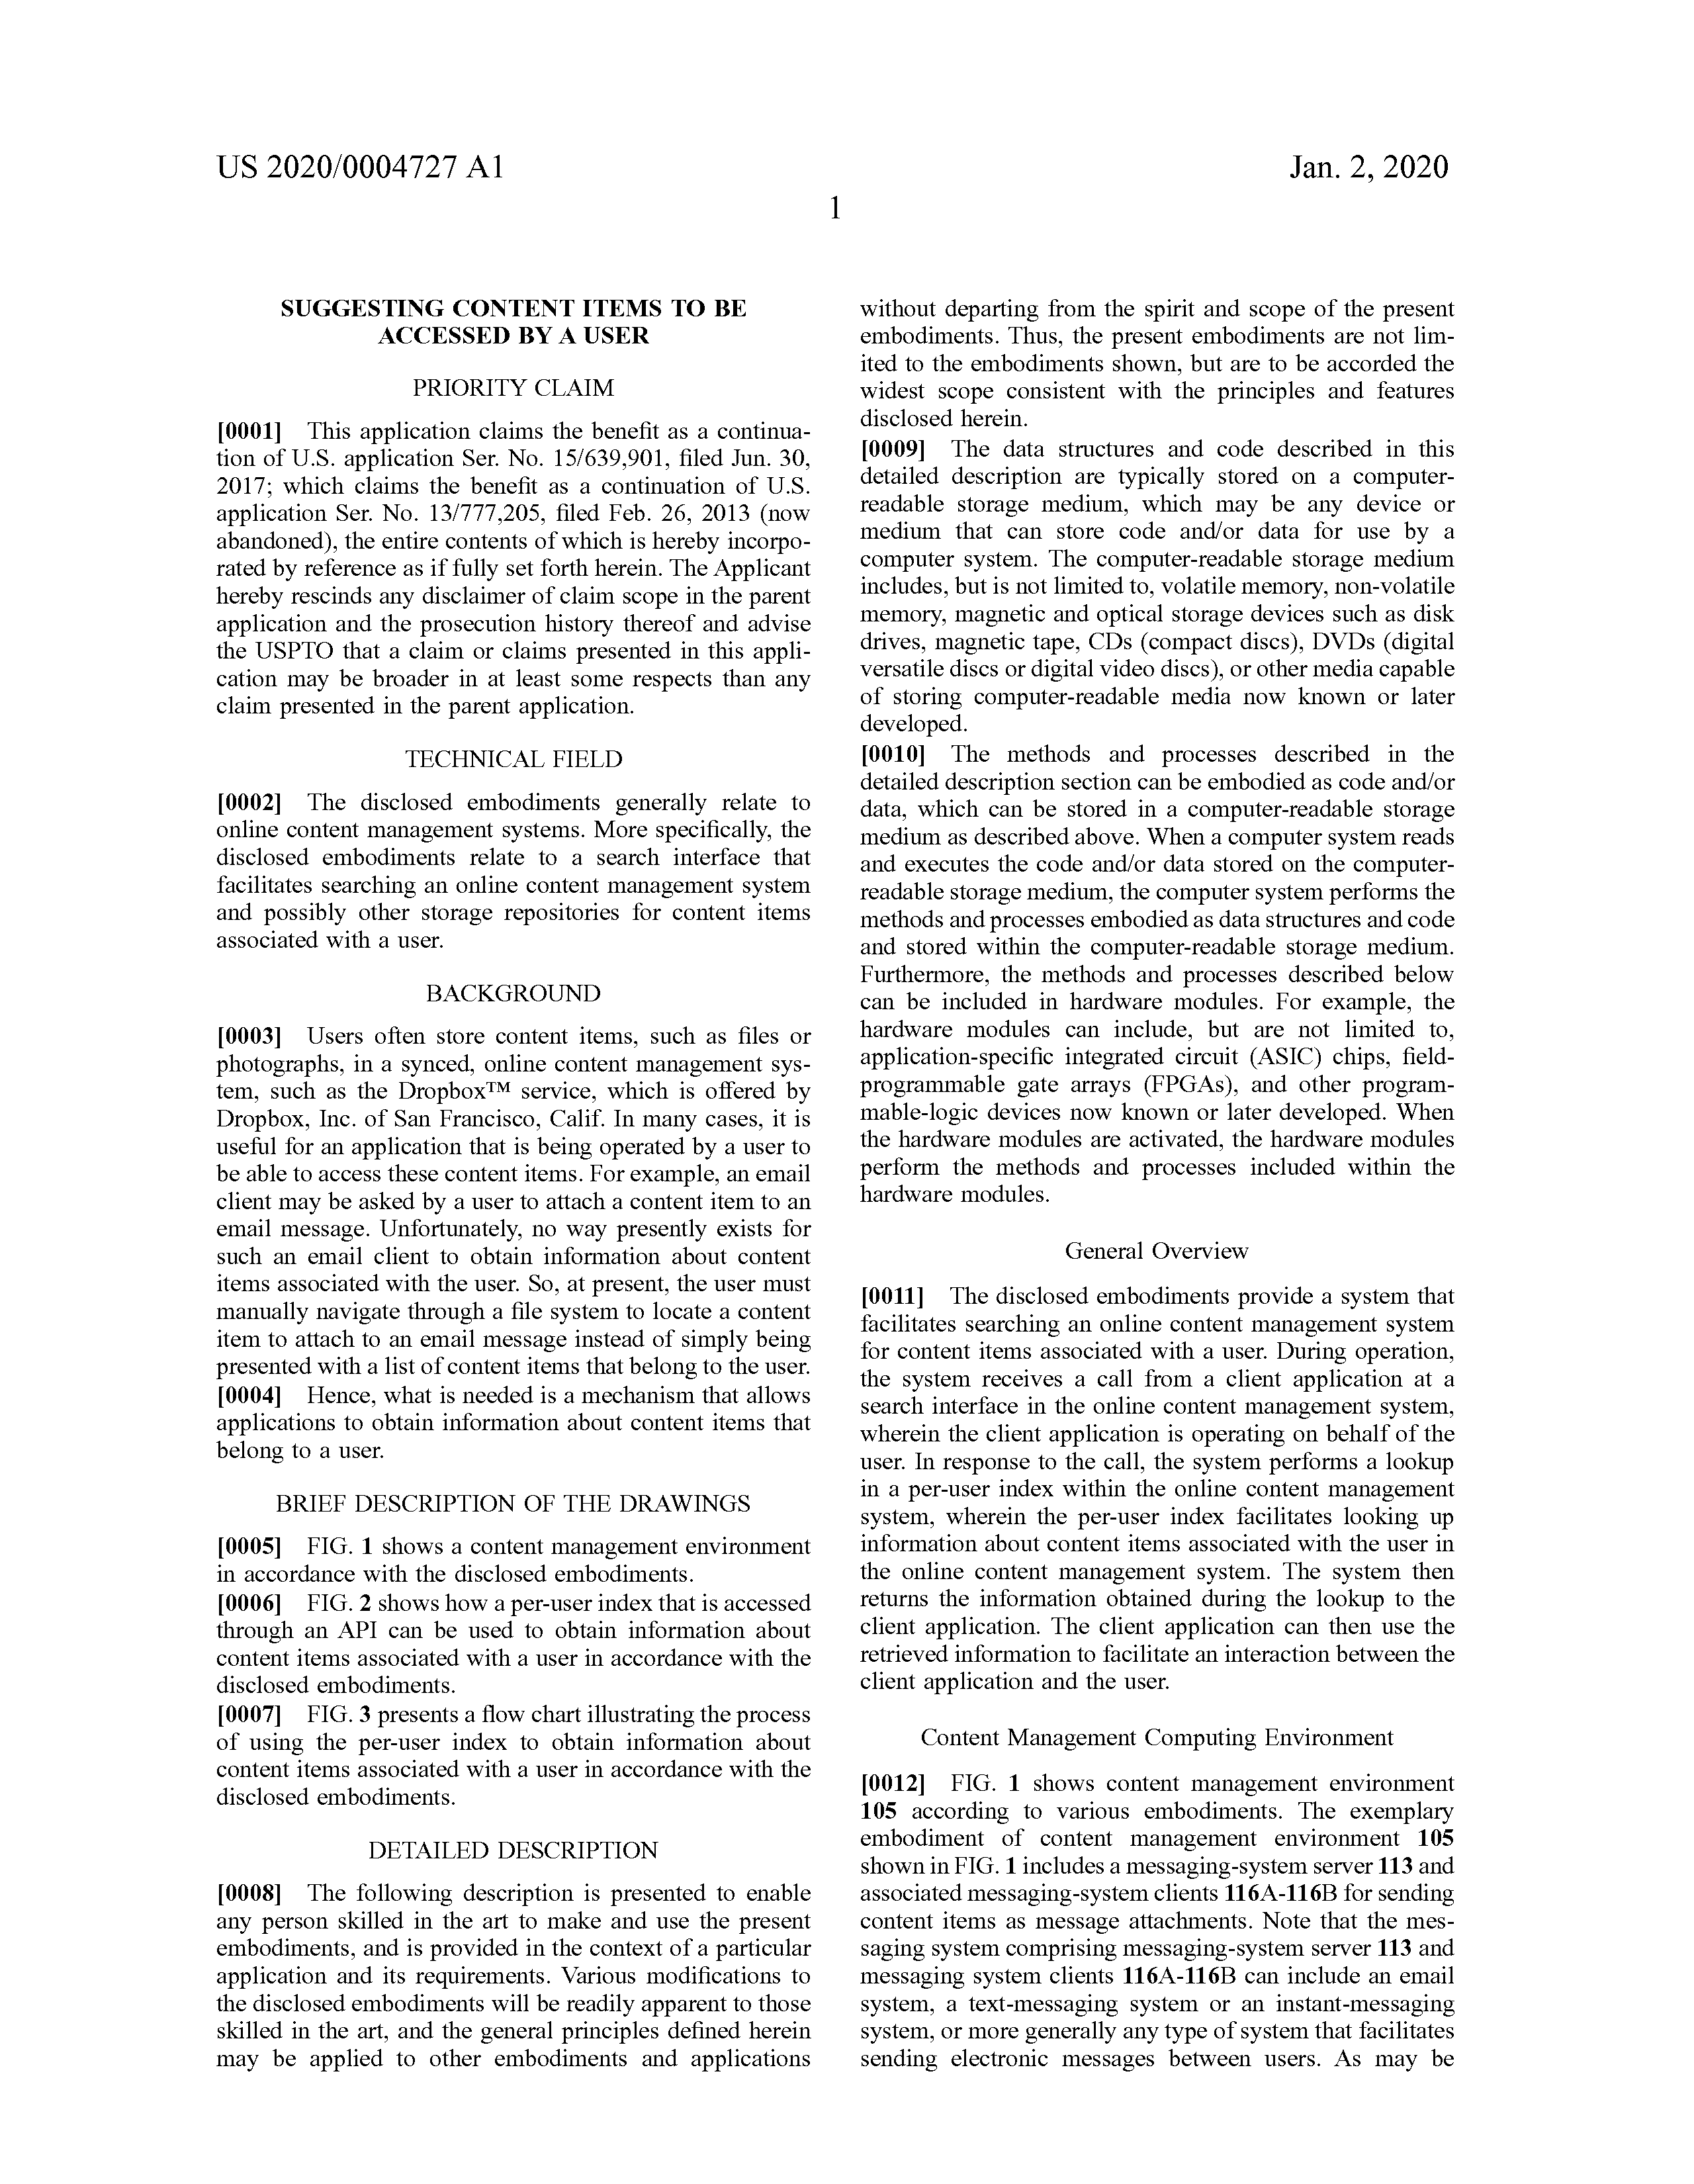 US 2020/0004727 A1
Jan. 2, 2020
1
SUGGESTING CONTENT ITEMS TO BE
ACCESSED BY A USER
PRIORITY CLAIM
[0001] This application claims the benefit as a continua-
tion of U.S. application Ser. No. 15/639,901, filed Jun. 30,
2017; which claims the benefit as a continuation of U.S.
application Ser. No. 13/777,205, filed Feb. 26, 2013 (now
abandoned), the entire contents of which is hereby incorpo-
rated by reference as if fully set forth herein. The Applicant
hereby rescinds any disclaimer of claim scope in the parent
application and the prosecution history thereof and advise
the USPTO that a claim or claims presented in this appli-
cation may be broader in at least some respects than any
claim presented in the parent application.
TECHNICAL FIELD
[0002] The disclosed embodiments generally relate to
online content management systems. More specifically, the
disclosed embodiments relate to a search interface that
facilitates searching an online content management system
and possibly other storage repositories for content items
associated with a user.
BACKGROUND
[0003] Users often store content items, such as files or
photographs, in a synced, online content management sys-
tem, such as the Dropbox™ service, which is offered by
Dropbox, Inc. of San Francisco, Calif. In many cases, it is
useful for an application that is being operated by a user to
be able to access these content items. For example, an email
client may be asked by a user to attach a content item to an
email message. Unfortunately, no way presently exists for
such an email client to obtain information about content
items associated with the user. So, at present, the user must
manually navigate through a file system to locate a content
item to attach to an email message instead of simply being
presented with a list of content items that belong to the user.
[0004] Hence, what is needed is a mechanism that allows
applications to obtain information about content items that
belong to a user.
BRIEF DESCRIPTION OF THE DRAWINGS
[0005] FIG. 1 shows a content management environment
in accordance with the disclosed embodiments.
[0006] FIG. 2 shows how a per-user index that is accessed
through an API can be used to obtain information about
content items associated with a user in accordance with the
disclosed embodiments.
[0007] FIG. 3 presents a flow chart illustrating the process
of using the per-user index to obtain information about
content items associated with a user in accordance with the
disclosed embodiments.
DETAILED DESCRIPTION
[0008] The following description is presented to enable
any person skilled in the art to make and use the present
embodiments, and is provided in the context of a particular
application and its requirements. Various modifications to
the disclosed embodiments will be readily apparent to those
skilled in the art, and the general principles defined herein
may be applied to other embodiments and applications
without departing from the spirit and scope of the present
embodiments. Thus, the present embodiments are not lim-
ited to the embodiments shown, but are to be accorded the
widest scope consistent with the principles and features
disclosed herein.
[0009] The data structures and code described in this
detailed description are typically stored on a computer-
readable storage medium, which may be any device or
medium that can store code and/or data for use by a
computer system. The computer-readable storage medium
includes, but is not limited to, volatile memory, non-volatile
memory, magnetic and optical storage devices such as disk
drives, magnetic tape, CDs (compact discs), DVDs (digital
versatile discs or digital video discs), or other media capable
of storing computer-readable media now known or later
developed.
[0010] The methods and processes described in the
detailed description section can be embodied as code and/or
data, which can be stored in a computer-readable storage
medium as described above. When a computer system reads
and executes the code and/or data stored on the computer-
readable storage medium, the computer system performs the
methods and processes embodied as data structures and code
and stored within the computer-readable storage medium.
Furthermore, the methods and processes described below
can be included in hardware modules. For example, the
hardware modules can include, but are not limited to,
application-specific integrated circuit (ASIC) chips, field-
programmable gate arrays (FPGAs), and other program-
mable-logic devices now known or later developed. When
the hardware modules are activated, the hardware modules
perform the methods and processes included within the
hardware modules.
General Overview
[0011] The disclosed embodiments provide a system that
facilitates searching an online content management system
for content items associated with a user. During operation,
the system receives a call from a client application at a
search interface in the online content management system,
wherein the client application is operating on behalf of the
user. In response to the call, the system performs a lookup
in a per-user index within the online content management
system, wherein the per-user index facilitates looking up
information about content items associated with the user in
the online content management system. The system then
returns the information obtained during the lookup to the
client application. The client application can then use the
retrieved information to facilitate an interaction between the
client application and the user.
Content Management Computing Environment
[0012] FIG. 1 shows content management environment
105 according to various embodiments. The exemplary
embodiment of content management environment 105
shown in FIG. 1 includes a messaging-system server 113 and
associated messaging-system clients 116A-116B for sending
content items as message attachments. Note that the mes-
saging system comprising messaging-system server 113 and
messaging system clients 116A-116B can include an email
system, a text-messaging system or an instant-messaging
system, or more generally any type of system that facilitates
sending electronic messages between users. As may be